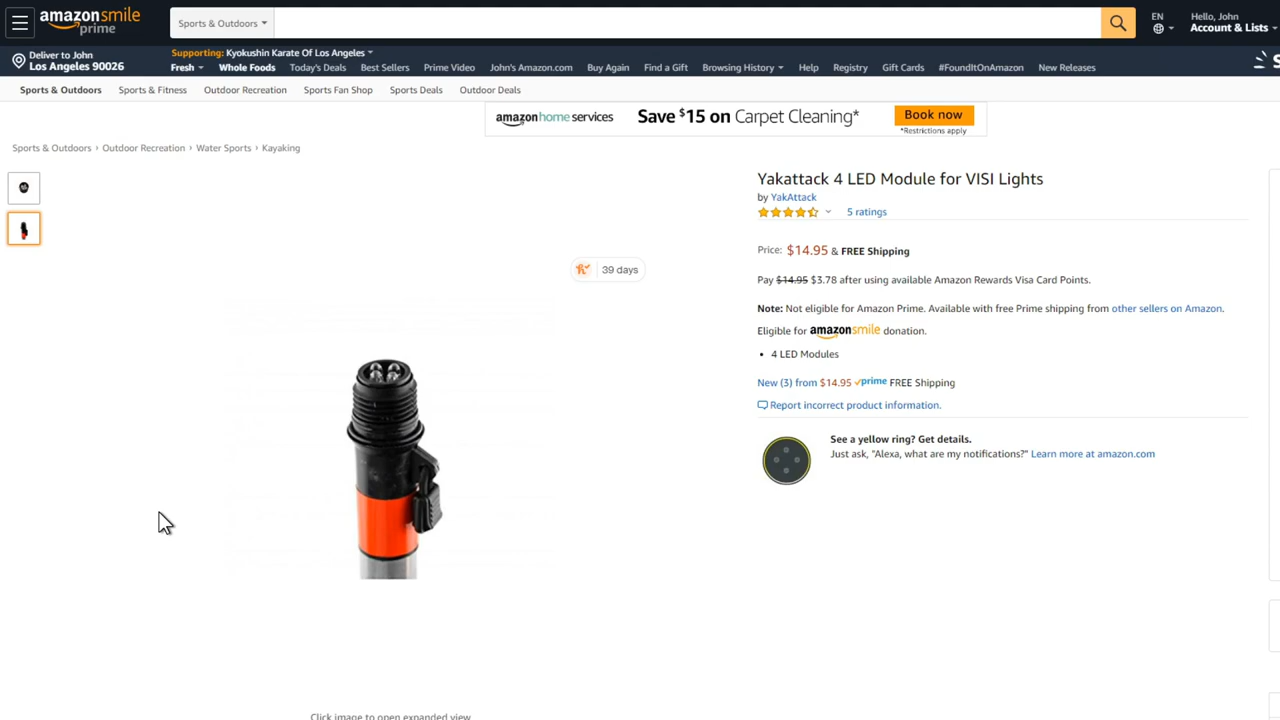 amazonsmile
prime
Sports & Outdoors
EN
Hello, John
Account & Lists
Deliver to John
Los Angeles 90026
Supporting: Kyokushin Karate Of Los Angeles
Fresh Whole Foods Today's Deals Best Sellers Prime Video John's Amazon.com Buy Again Find a Gift Browsing History Help Registry Gift Cards #FoundItOnAmazon New Releases
Sports & Outdoors Sports & Fitness Outdoor Recreation Sports Fan Shop Sports Deals Outdoor Deals
amazon home services Save $15 on Carpet Cleaning* Book now
*Restrictions apply
Sports & Outdoors › Outdoor Recreation › Water Sports › Kayaking
39 days
Yakattack 4 LED Module for VISI Lights
by YakAttack
5 ratings
Price: $14.95 & FREE Shipping
Pay $14.95 $3.78 after using available Amazon Rewards Visa Card Points.
Note: Not eligible for Amazon Prime. Available with free Prime shipping from other sellers on Amazon.
Eligible for amazonsmile donation.
• 4 LED Modules
New (3) from $14.95 prime FREE Shipping
Report incorrect product information.
See a yellow ring? Get details.
Just ask, "Alexa, what are my notifications?" Learn more at amazon.com
Click image to open expanded view